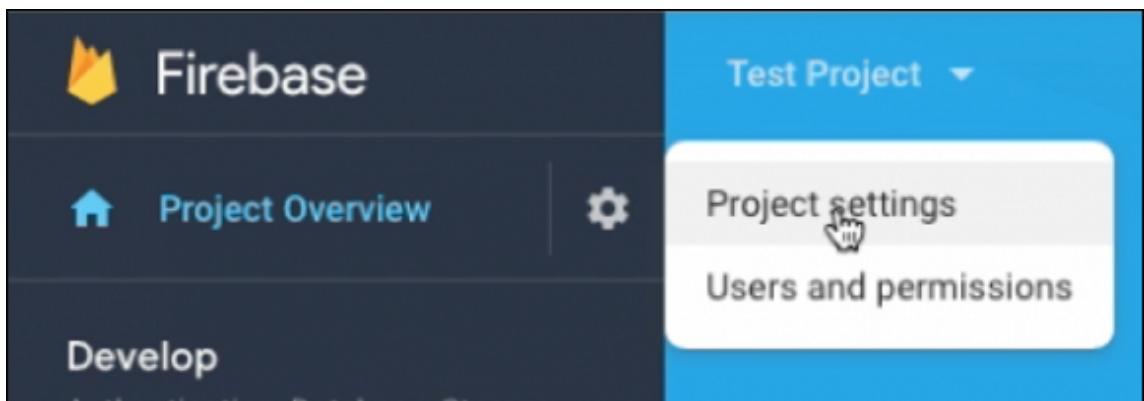 Firebase
Test Project
Project Overview
Project settings
Users and permissions
Develop